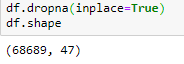 df.dropna(inplace=True)
df.shape
(68689, 47)